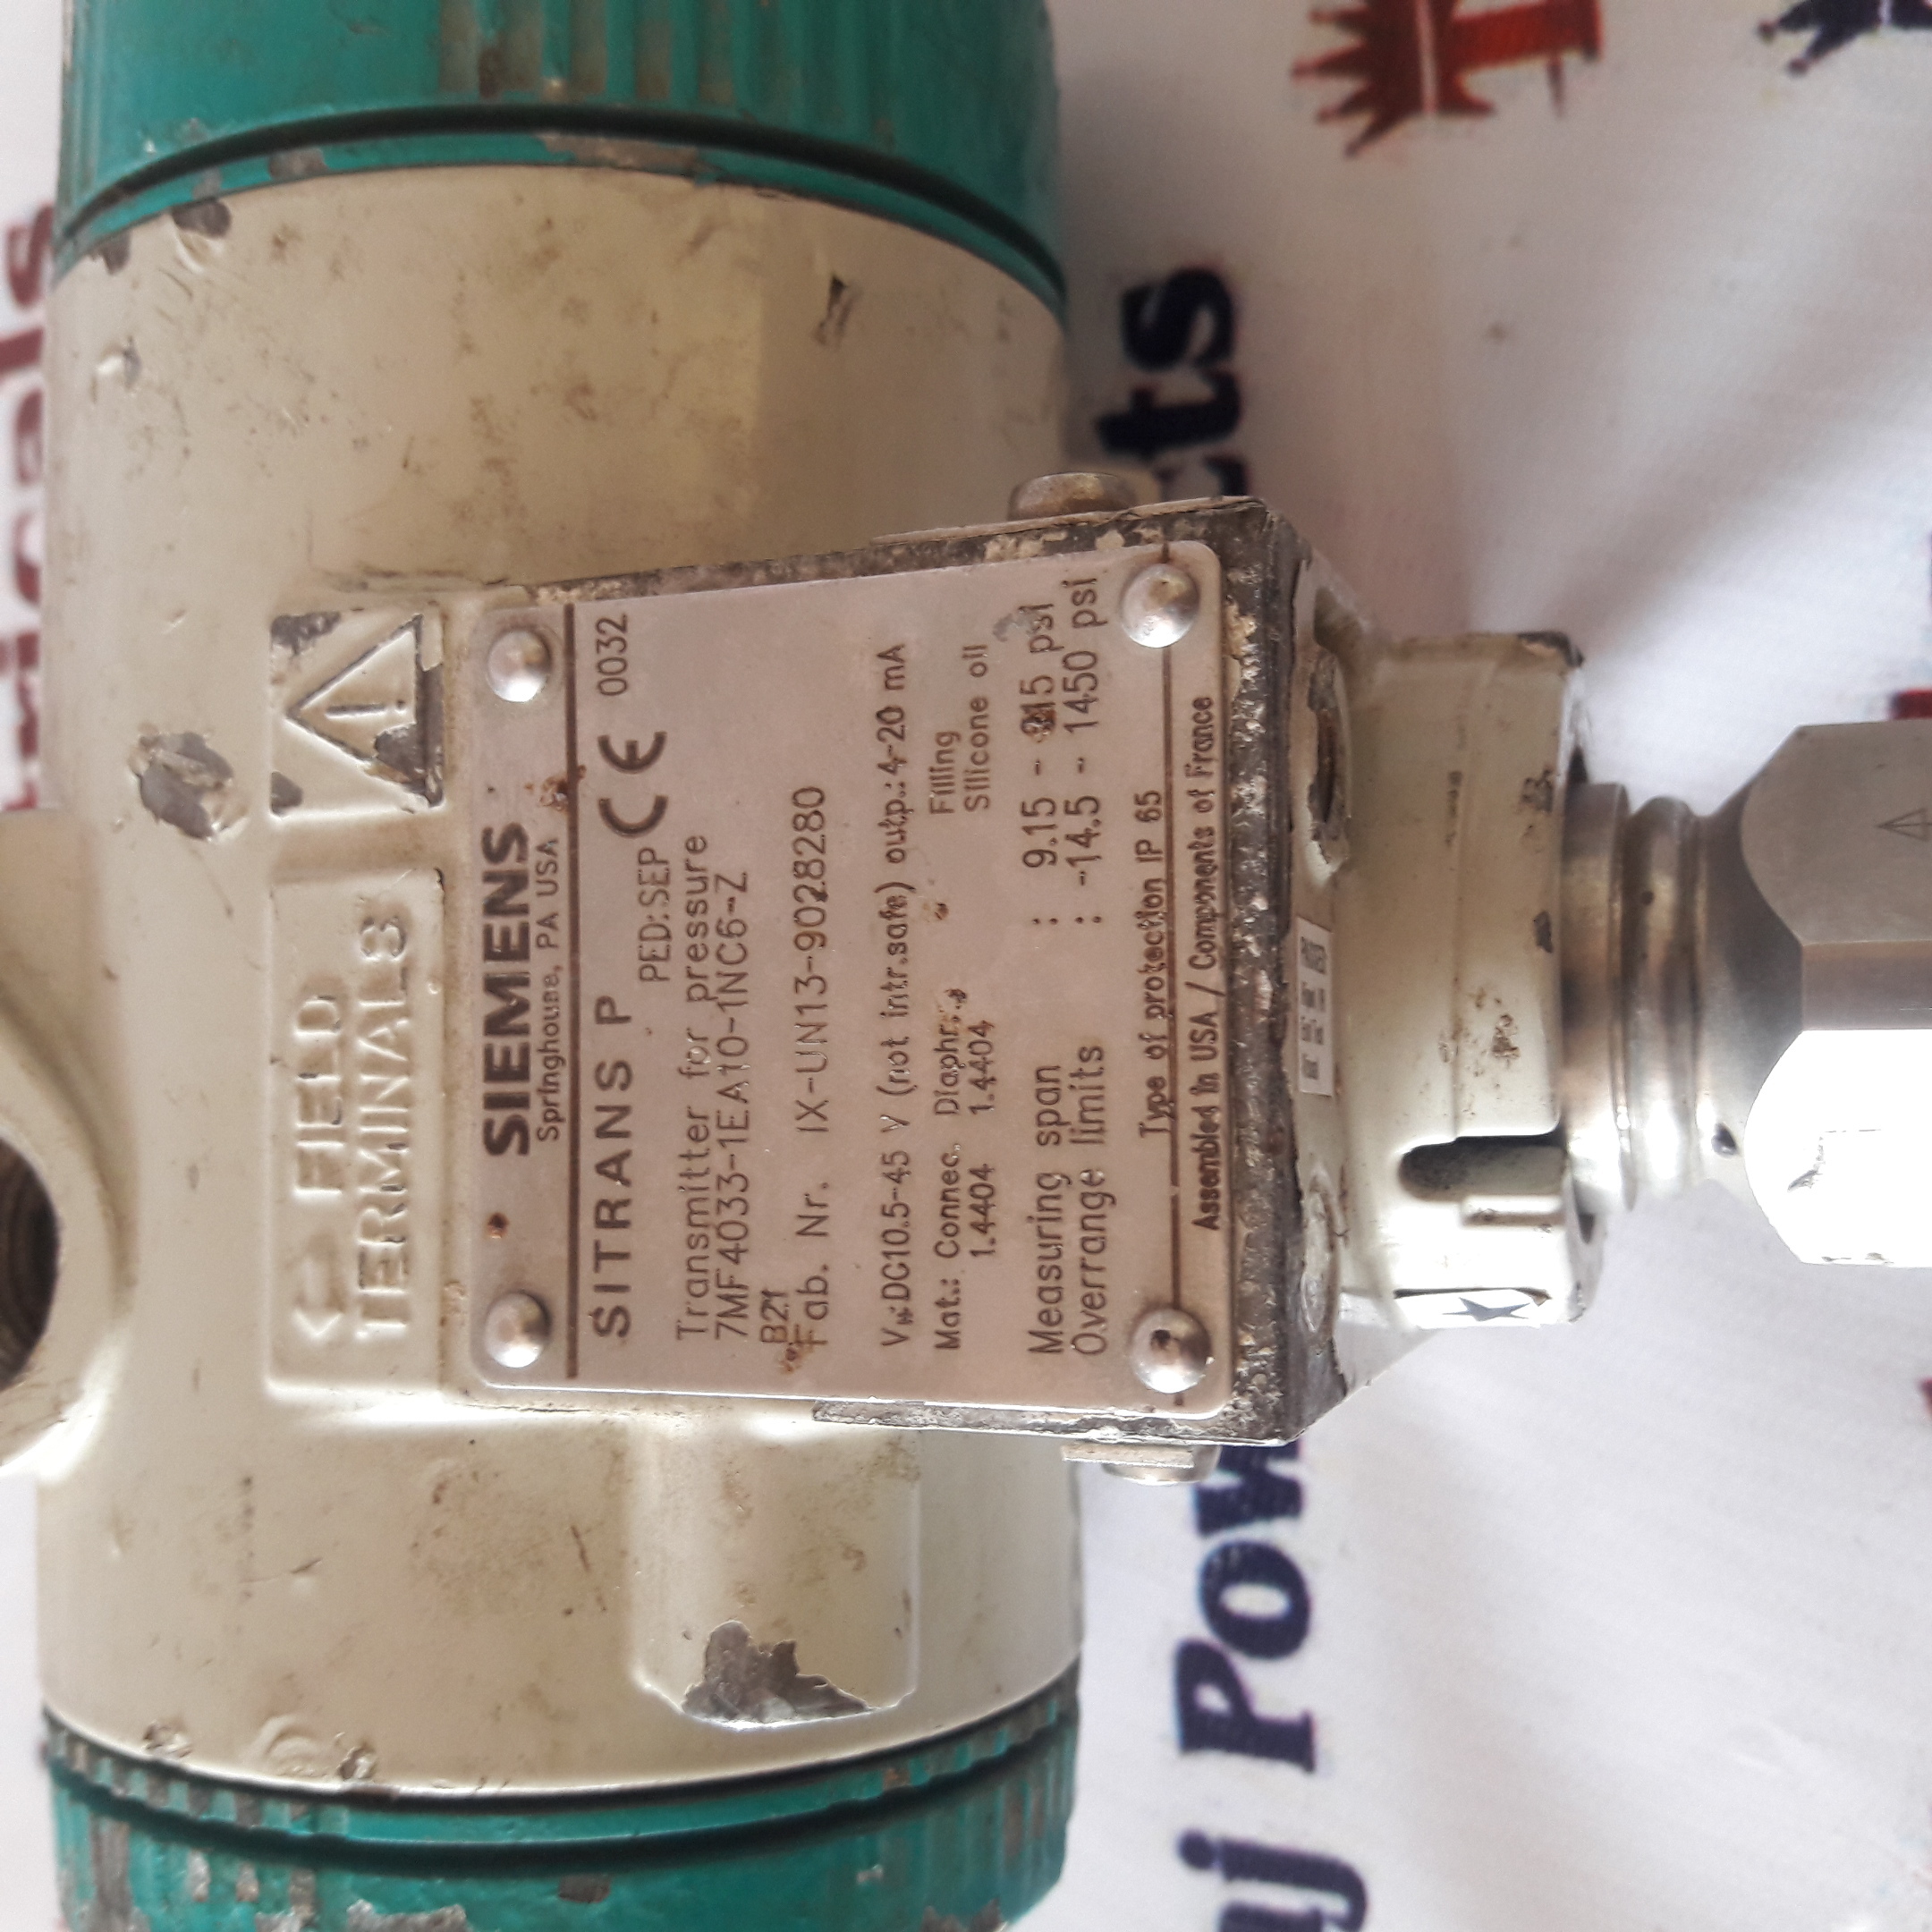 ← FIELD
TERMINALS
SIEMENS
Springhouse, PA USA
SITRANS P
PED:SEP CE 0032
Transmitter for pressure
7MF4033-1EA10-1NC6-Z
B21
Fab. Nr. IX-UN13-9028280
DC10.5-45 V (not intr.safe) outp.:4-20 mA
Mat.: Connec. Diaphr. Filling
1.4404 1.4404 Silicone oil
Measuring span : 9.15 - psi
Overrange limits : -14.5 - 1450 psi
Type of protection IP 65
Assembled in USA / Components of France